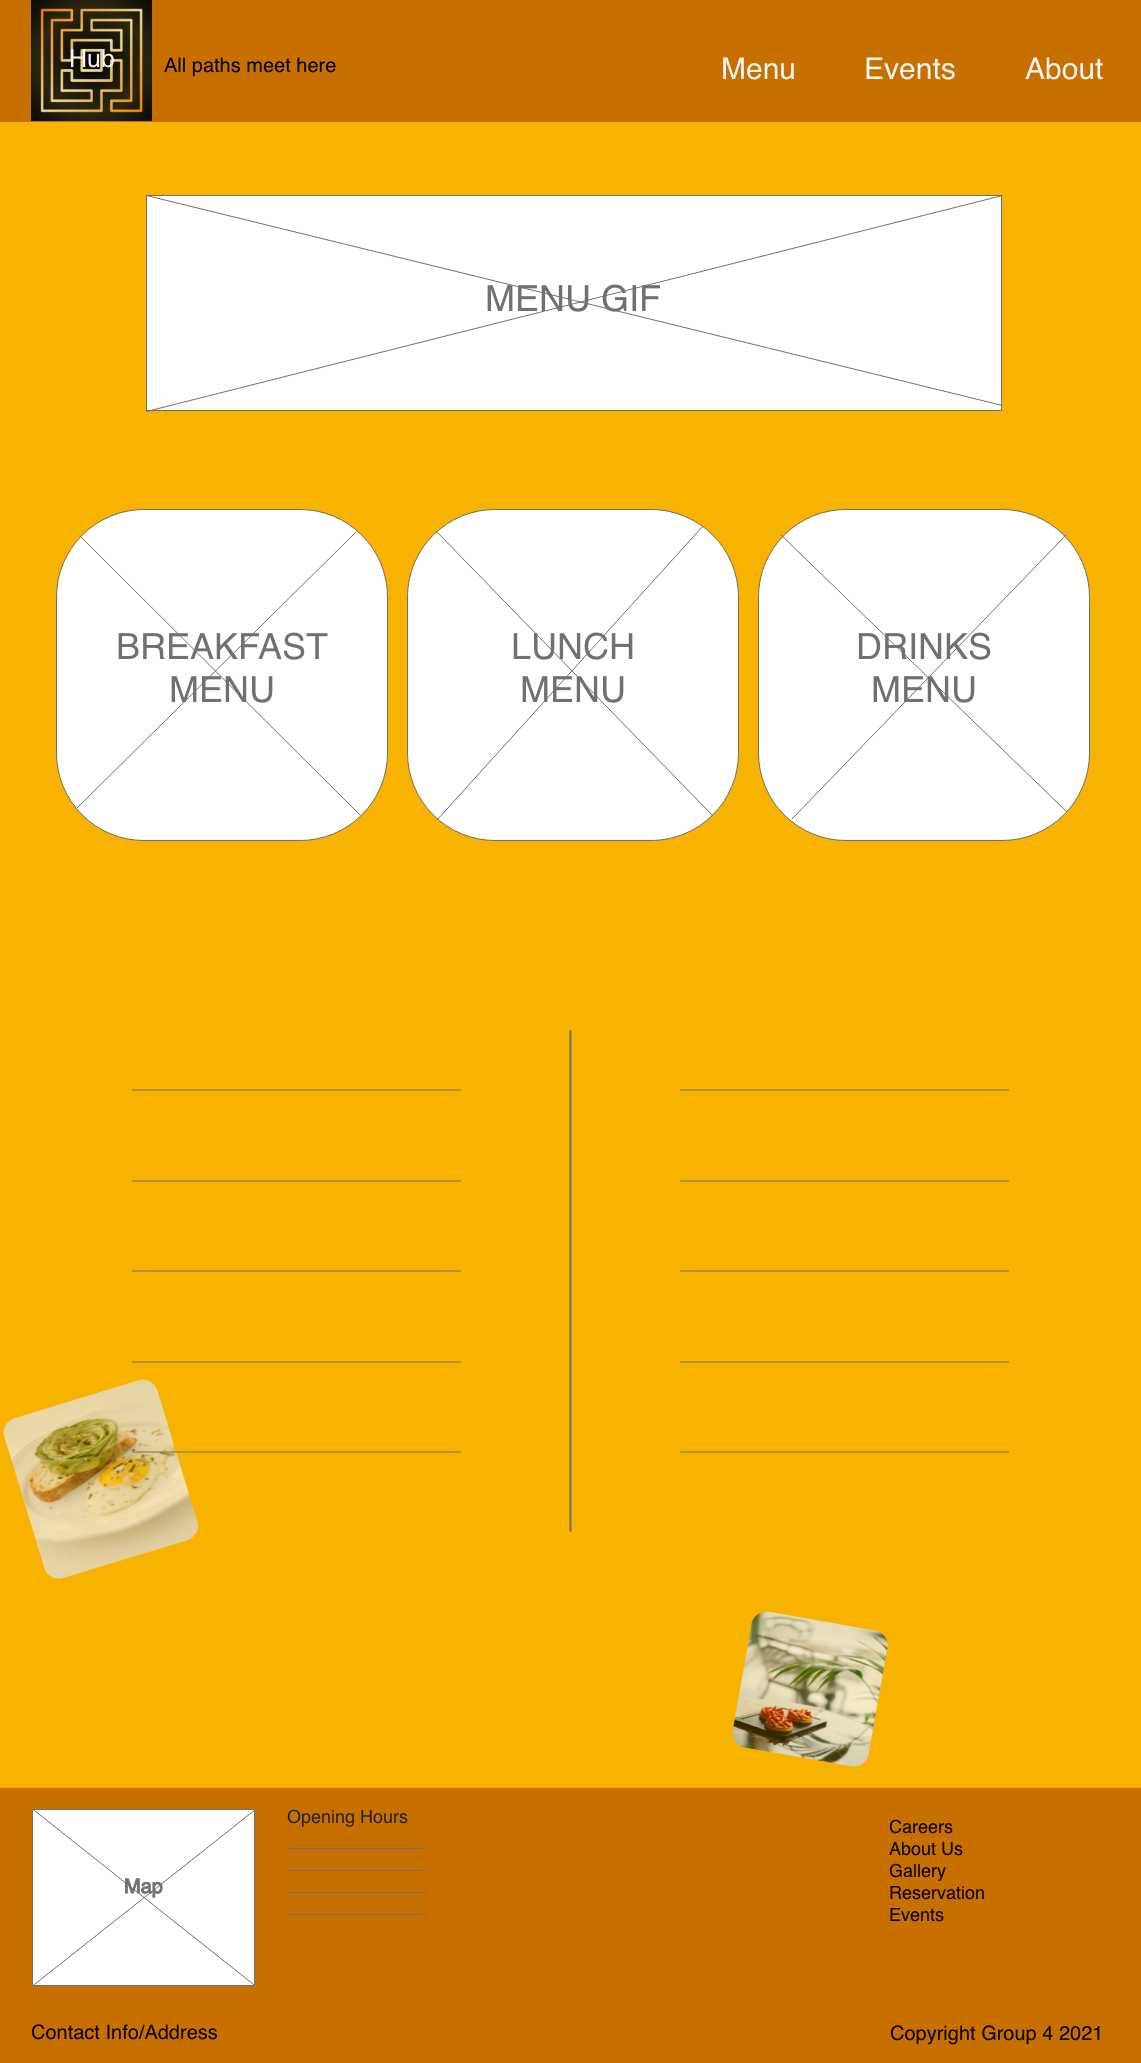 Hub
All paths meet here
Menu
Events
About
MENU GIF
BREAKFAST
MENU
LUNCH
MENU
DRINKS
MENU
Map
Opening Hours
Careers
About Us
Gallery
Reservation
Events
Contact Info/Address
Copyright Group 4 2021